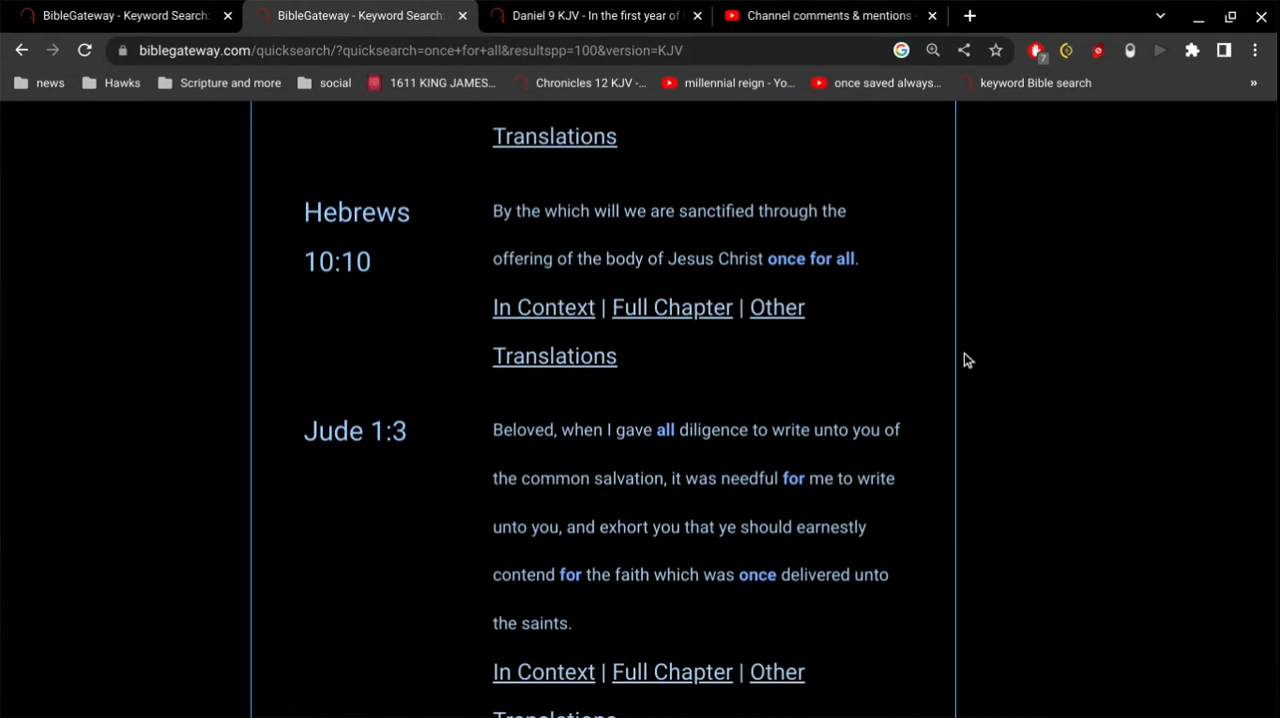 BibleGateway - Keyword Search:
BibleGateway - Keyword Search:
Daniel 9 KJV - In the first year of
Channel comments & mentions -
biblegateway.com/quicksearch/?quicksearch=once+for+all&resultspp=100&version=KJV
7
news
Hawks
Scripture and more
social
1611 KING JAMES...
Chronicles 12 KJV -...
millennial reign - Yo...
once saved always...
keyword Bible search
»
Translations
Hebrews
10:10
By the which will we are sanctified through the
offering of the body of Jesus Christ once for all.
In Context | Full Chapter | Other
Translations
Jude 1:3
Beloved, when I gave all diligence to write unto you of
the common salvation, it was needful for me to write
unto you, and exhort you that ye should earnestly
contend for the faith which was once delivered unto
the saints.
In Context | Full Chapter | Other
Translations